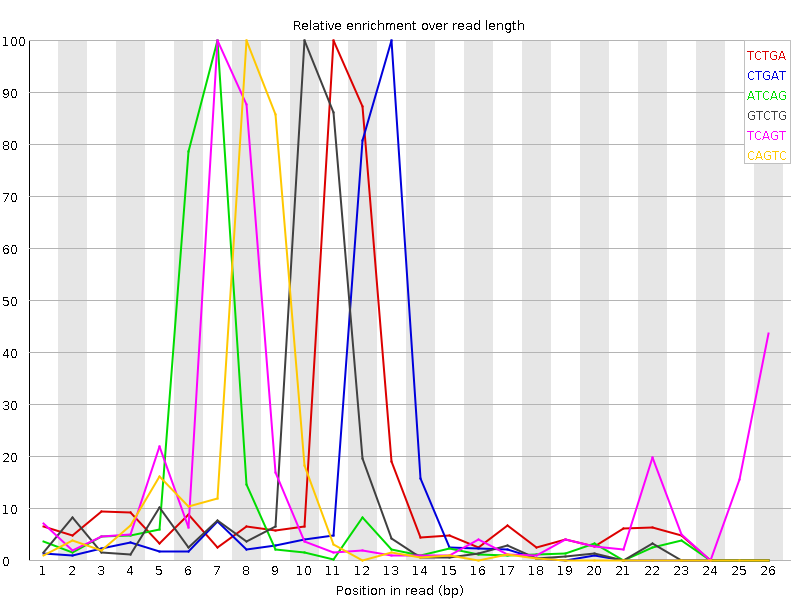 Relative enrichment over read length
100
90
80
70
60
50
40
30
20
10
0
TCTGA
CTGAT
ATCAG
GTCTG
TCAGT
CAGTC
1 2 3 4 5 6 7 8 9 10 11 12 13 14 15 16 17 18 19 20 21 22 23 24 25 26
Position in read (bp)